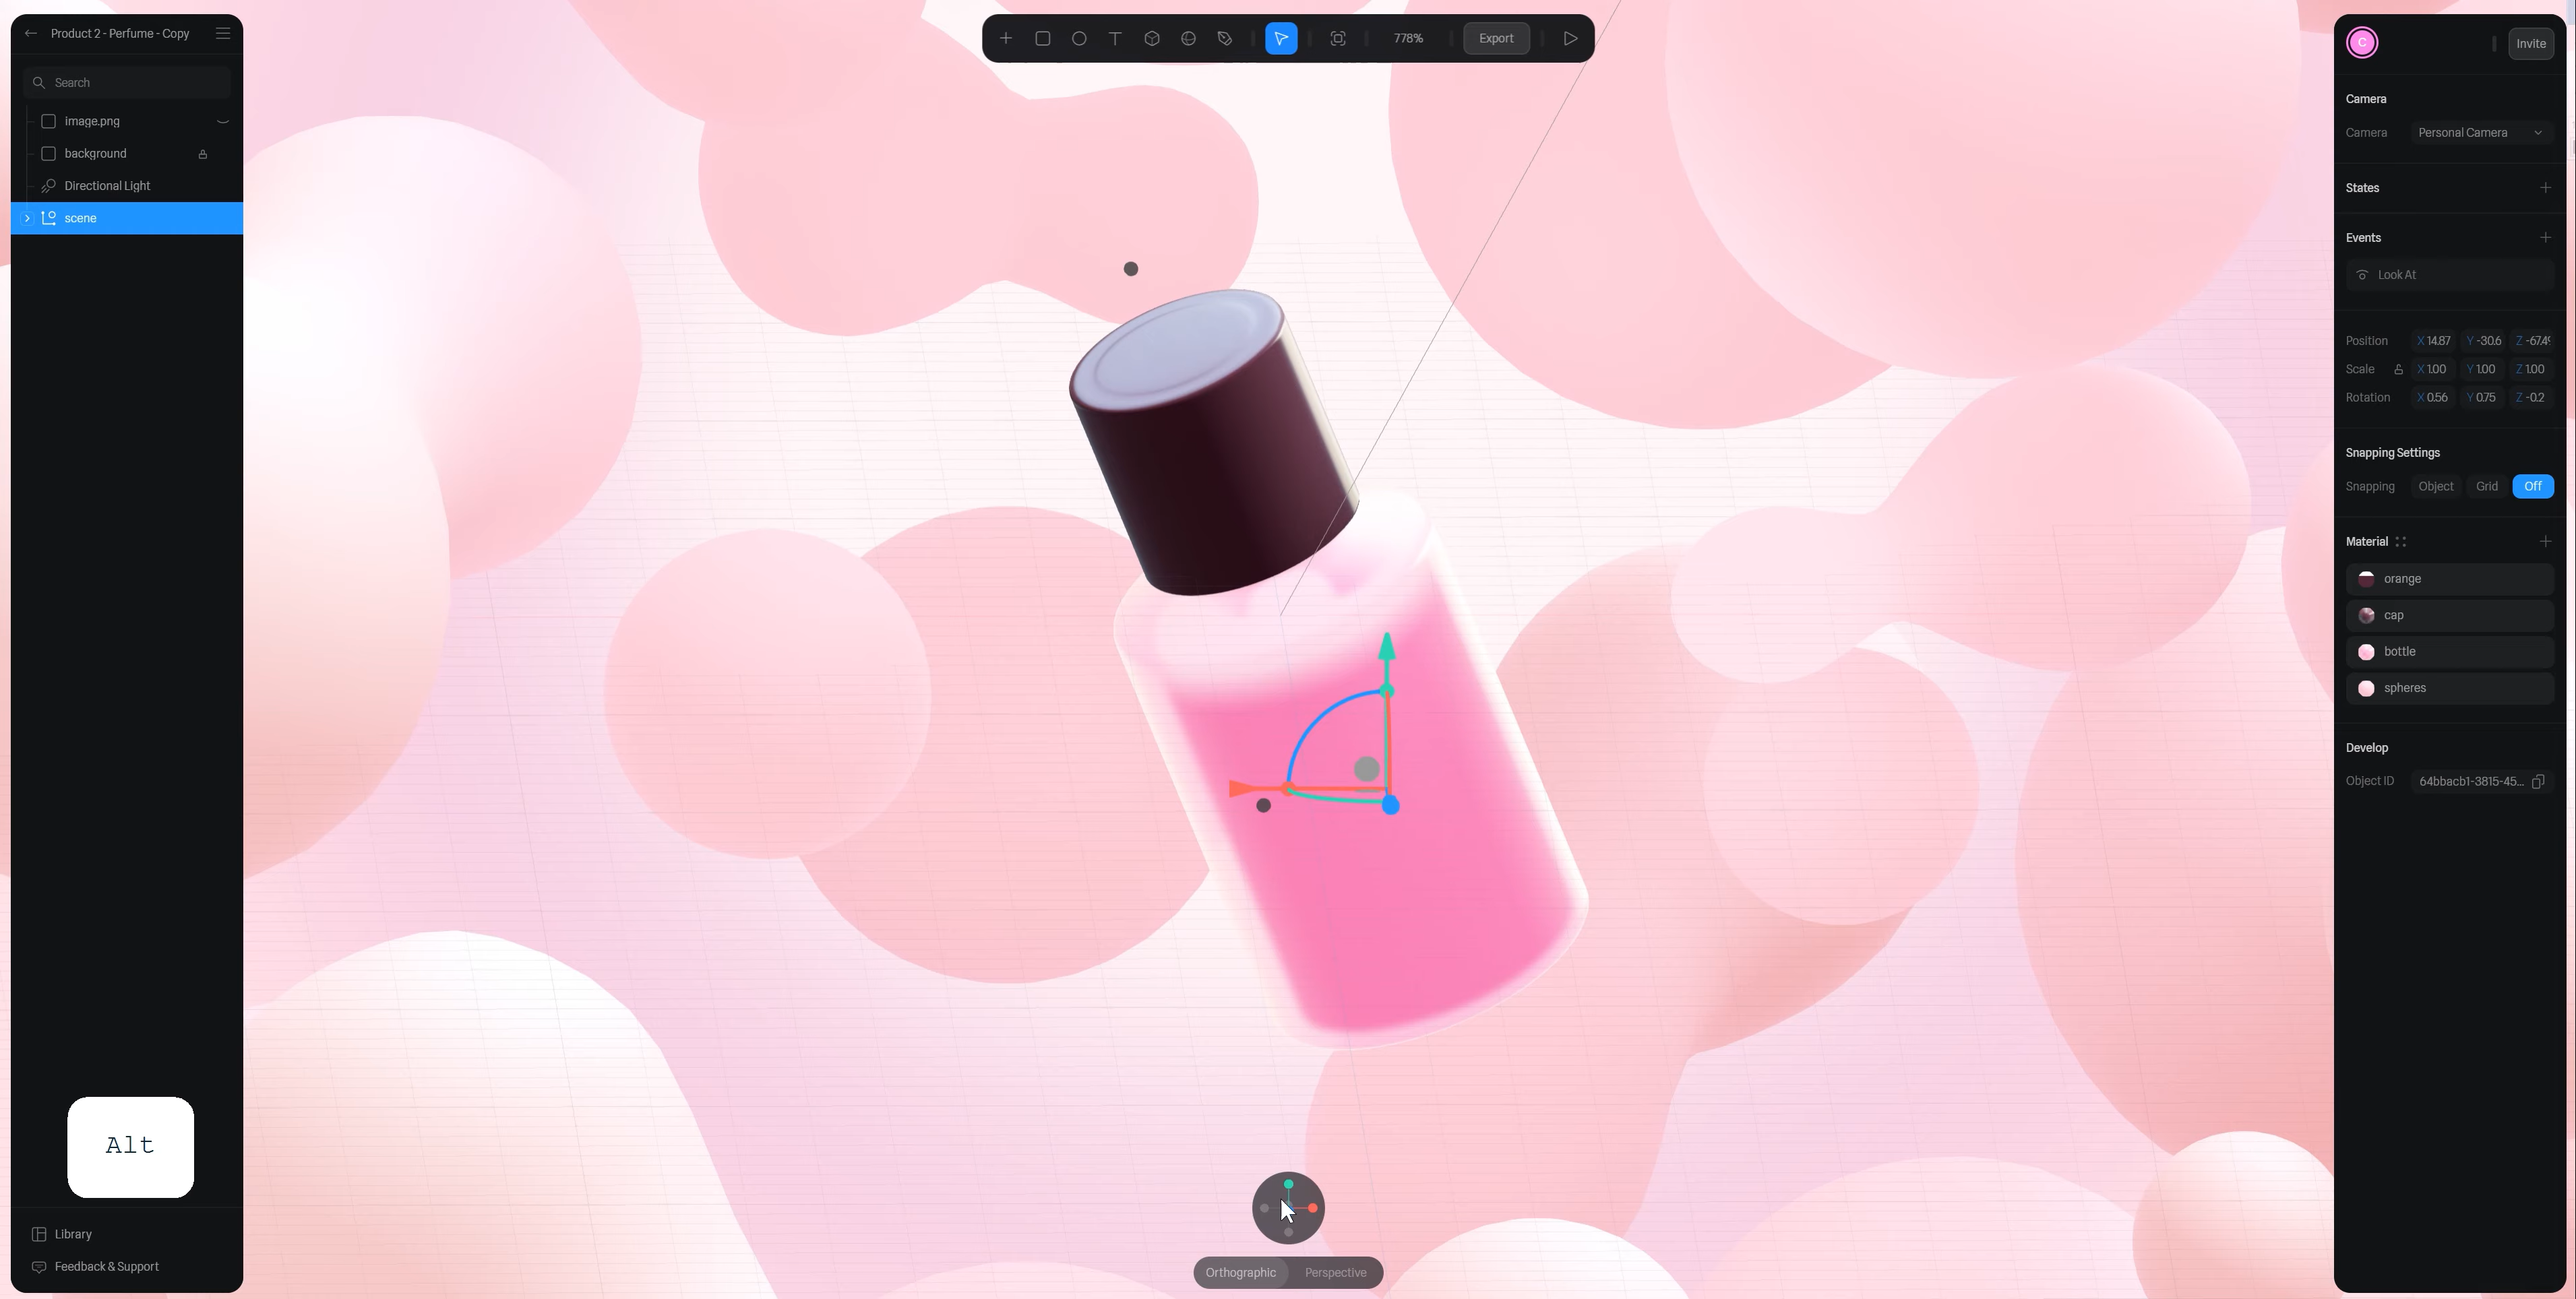 Product 2 - Perfume - Copy
Search
image.png
background
Directional Light
scene
Alt
Library
Feedback & Support
778%
Export
Orthographic
Perspective
C
Invite
Camera
Camera Personal Camera
States
Events
Look At
Position X 14.87 Y -30.6 Z -67.4
Scale X 1.00 Y 1.00 Z 1.00
Rotation X 0.56 Y 0.75 Z -0.2
Snapping Settings
Snapping Object Grid Off
Material
orange
cap
bottle
spheres
Develop
Object ID 64bbacb1-3815-45...